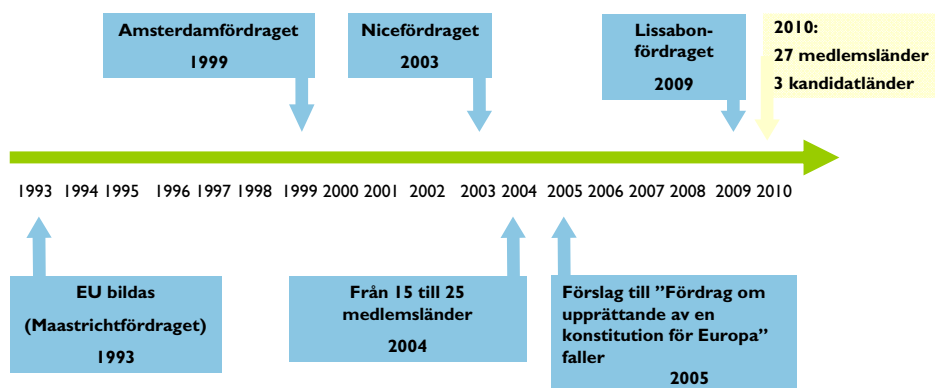 Amsterdamfördraget
1999
Nicefördraget
2003
Lissabon-
fördraget
2009
2010:
27 medlemsländer
3 kandidatländer
1993 1994 1995 1996 1997 1998 1999 2000 2001 2002 2003 2004 2005 2006 2007 2008 2009 2010
EU bildas
(Maastrichtfördraget)
1993
Från 15 till 25
medlemsländer
2004
Förslag till ”Fördrag om
upprättande av en
konstitution för Europa”
faller
2005